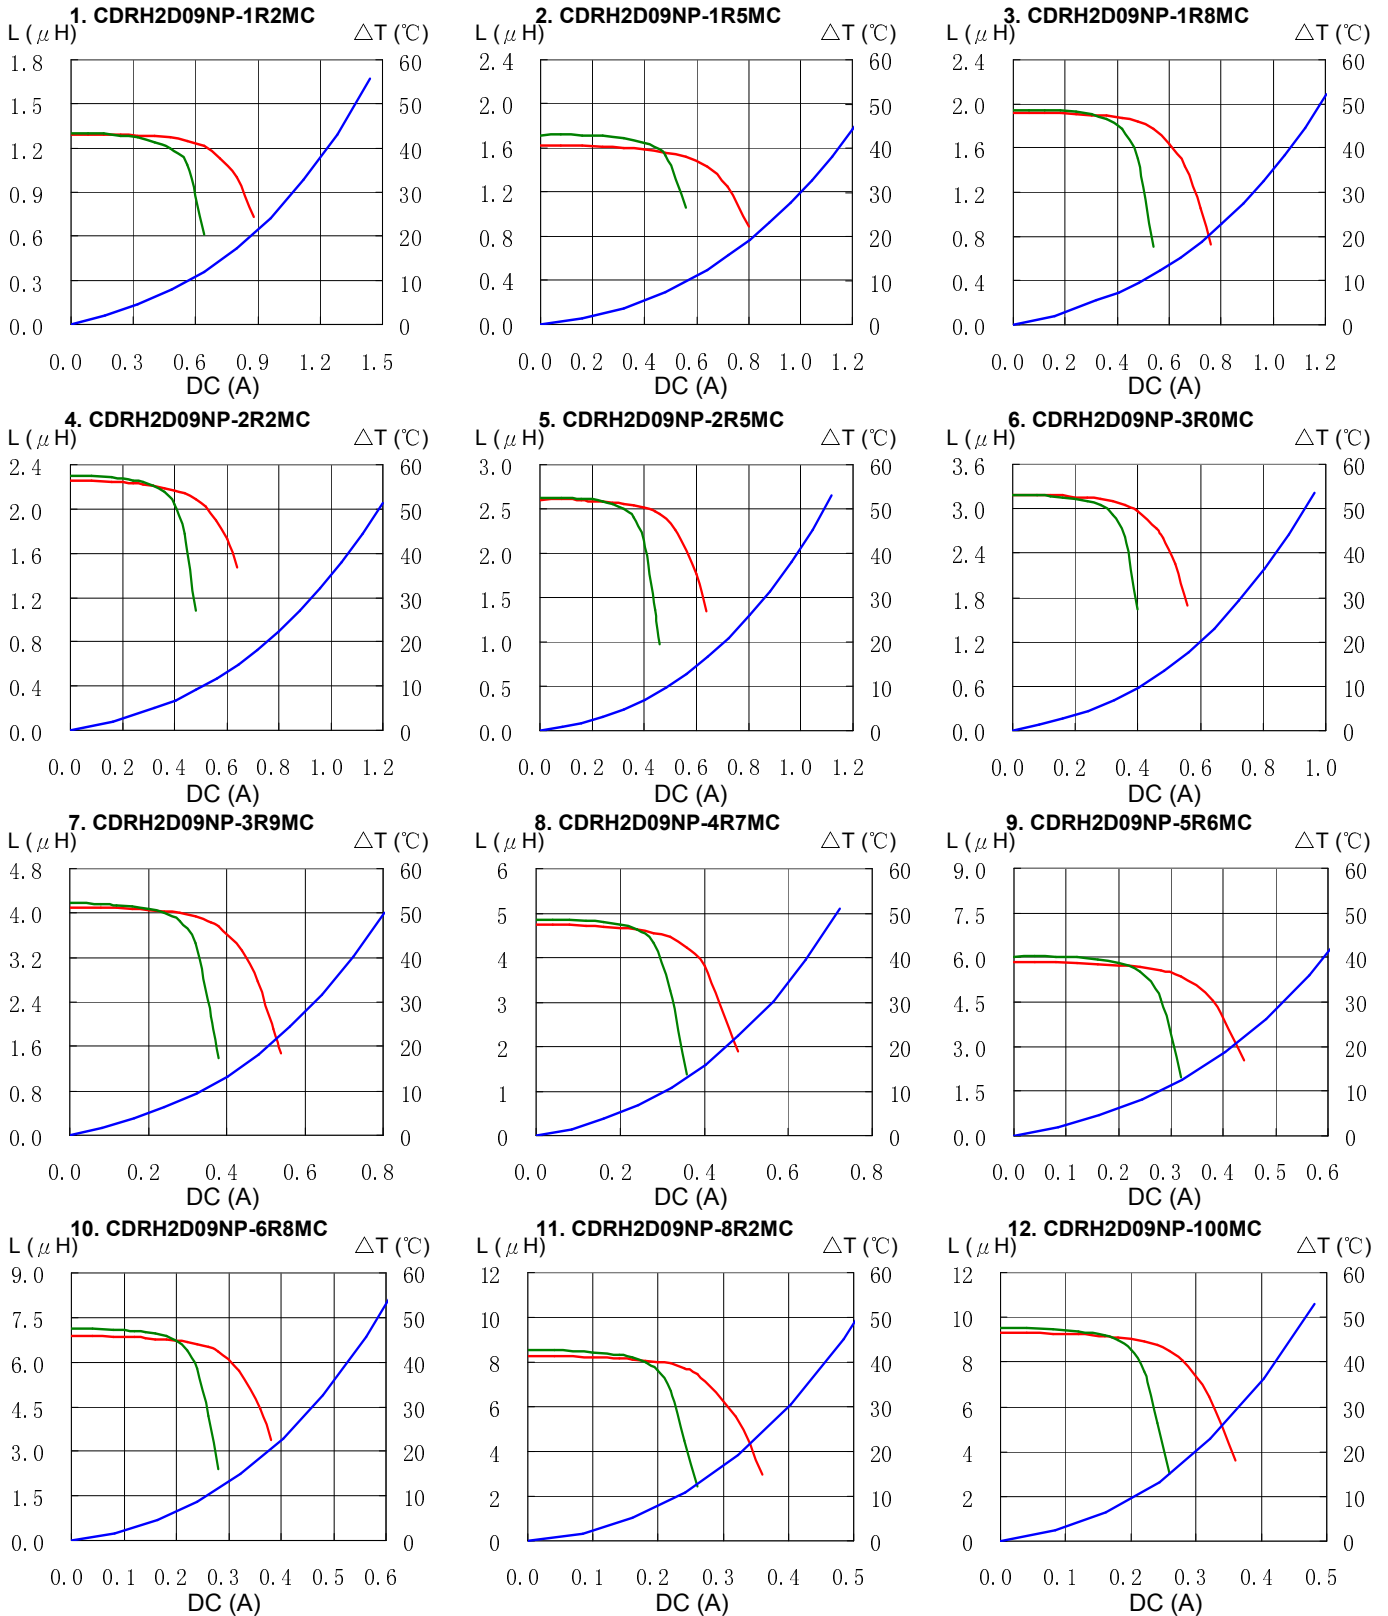 1. CDRH2D09NP-1R2MC
L (μH) △T (℃)
1.8 60
1.5 50
1.2 40
0.9 30
0.6 20
0.3 10
0.0 0
0.0 0.3 0.6 0.9 1.2 1.5
DC (A)
2. CDRH2D09NP-1R5MC
L (μH) △T (℃)
2.4 60
2.0 50
1.6 40
1.2 30
0.8 20
0.4 10
0.0 0
0.0 0.2 0.4 0.6 0.8 1.0 1.2
DC (A)
3. CDRH2D09NP-1R8MC
L (μH) △T (℃)
2.4 60
2.0 50
1.6 40
1.2 30
0.8 20
0.4 10
0.0 0
0.0 0.2 0.4 0.6 0.8 1.0 1.2
DC (A)
4. CDRH2D09NP-2R2MC
L (μH) △T (℃)
2.4 60
2.0 50
1.6 40
1.2 30
0.8 20
0.4 10
0.0 0
0.0 0.2 0.4 0.6 0.8 1.0 1.2
DC (A)
5. CDRH2D09NP-2R5MC
L (μH) △T (℃)
3.0 60
2.5 50
2.0 40
1.5 30
1.0 20
0.5 10
0.0 0
0.0 0.2 0.4 0.6 0.8 1.0 1.2
DC (A)
6. CDRH2D09NP-3R0MC
L (μH) △T (℃)
3.6 60
3.0 50
2.4 40
1.8 30
1.2 20
0.6 10
0.0 0
0.0 0.2 0.4 0.6 0.8 1.0
DC (A)
7. CDRH2D09NP-3R9MC
L (μH) △T (℃)
4.8 60
4.0 50
3.2 40
2.4 30
1.6 20
0.8 10
0.0 0
0.0 0.2 0.4 0.6 0.8
DC (A)
8. CDRH2D09NP-4R7MC
L (μH) △T (℃)
6 60
5 50
4 40
3 30
2 20
1 10
0 0
0.0 0.2 0.4 0.6 0.8
DC (A)
9. CDRH2D09NP-5R6MC
L (μH) △T (℃)
9.0 60
7.5 50
6.0 40
4.5 30
3.0 20
1.5 10
0.0 0
0.0 0.1 0.2 0.3 0.4 0.5 0.6
DC (A)
10. CDRH2D09NP-6R8MC
L (μH) △T (℃)
9.0 60
7.5 50
6.0 40
4.5 30
3.0 20
1.5 10
0.0 0
0.0 0.1 0.2 0.3 0.4 0.5 0.6
DC (A)
11. CDRH2D09NP-8R2MC
L (μH) △T (℃)
12 60
10 50
8 40
6 30
4 20
2 10
0 0
0.0 0.1 0.2 0.3 0.4 0.5
DC (A)
12. CDRH2D09NP-100MC
L (μH) △T (℃)
12 60
10 50
8 40
6 30
4 20
2 10
0 0
0.0 0.1 0.2 0.3 0.4 0.5
DC (A)